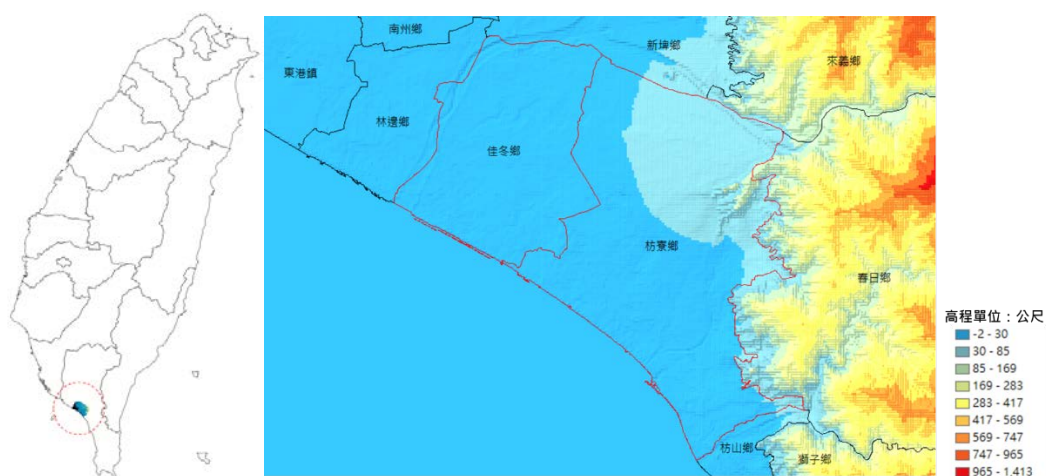 南州鄉
新埤鄉
來義鄉
東港鎮
林邊鄉
佳冬鄉
枋寮鄉
春日鄉
枋山鄉
獅子鄉
高程單位：公尺
-2 - 30
30 - 85
85 - 169
169 - 283
283 - 417
417 - 569
569 - 747
747 - 965
965 - 1,413